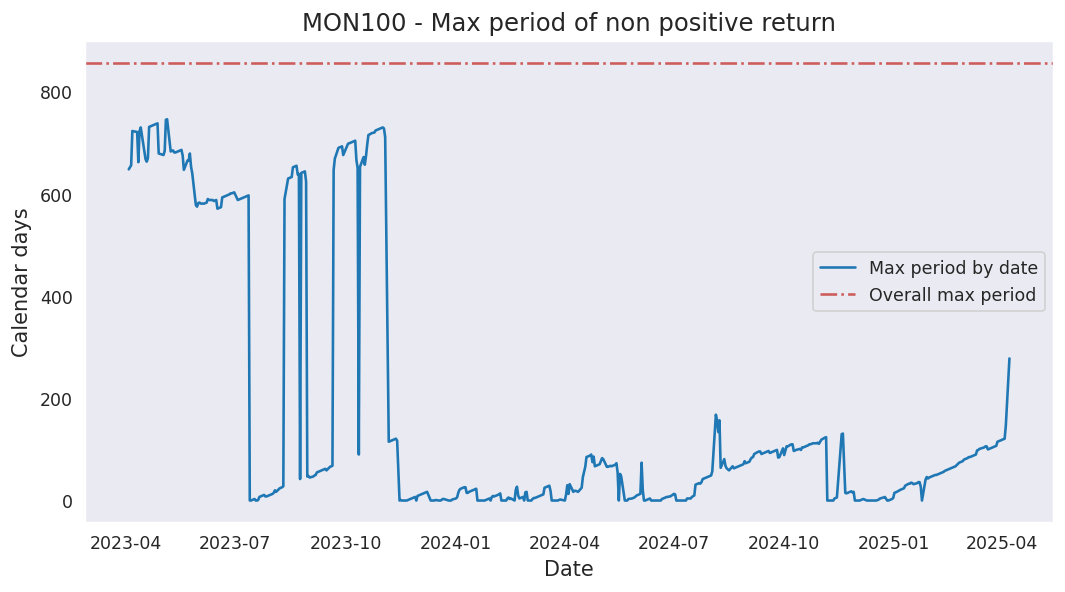 MON100 - Max period of non positive return
Calendar days
800
600
400
200
0
Max period by date
Overall max period
2023-04
2023-07
2023-10
2024-01
2024-04
2024-07
2024-10
2025-01
2025-04
Date